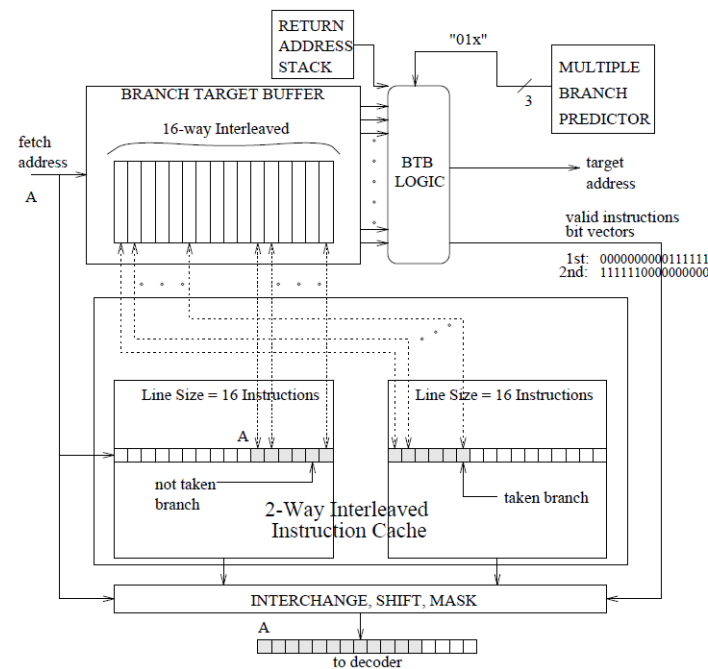 RETURN
ADDRESS
STACK
"01x"
3
MULTIPLE
BRANCH
PREDICTOR
BRANCH TARGET BUFFER
16-way Interleaved
fetch
address
A
BTB
LOGIC
target
address
valid instructions
bit vectors
1st: 0000000000111111
2nd: 1111110000000000
Line Size = 16 Instructions
Line Size = 16 Instructions
A
not taken
branch
taken branch
2-Way Interleaved
Instruction Cache
INTERCHANGE, SHIFT, MASK
A
to decoder